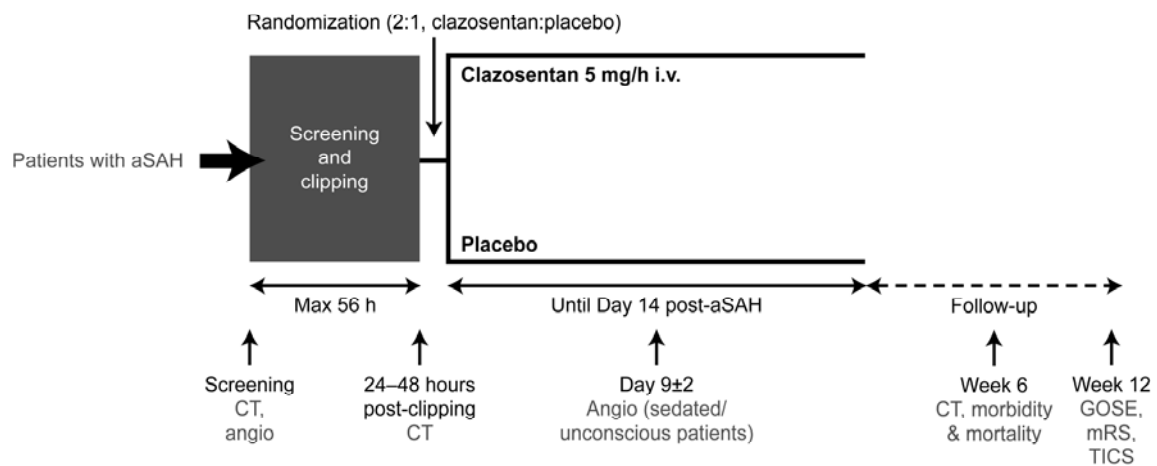 Randomization (2:1, clazosentan:placebo)
Clazosentan 5 mg/h i.v.
Screening
and
clipping
Patients with aSAH
Placebo
Max 56 h
Until Day 14 post-aSAH
Follow-up
Screening
CT,
angio
24–48 hours
post-clipping
CT
Day 9±2
Angio (sedated/
unconscious patients)
Week 6
CT, morbidity
& mortality
Week 12
GOSE,
mRS,
TICS